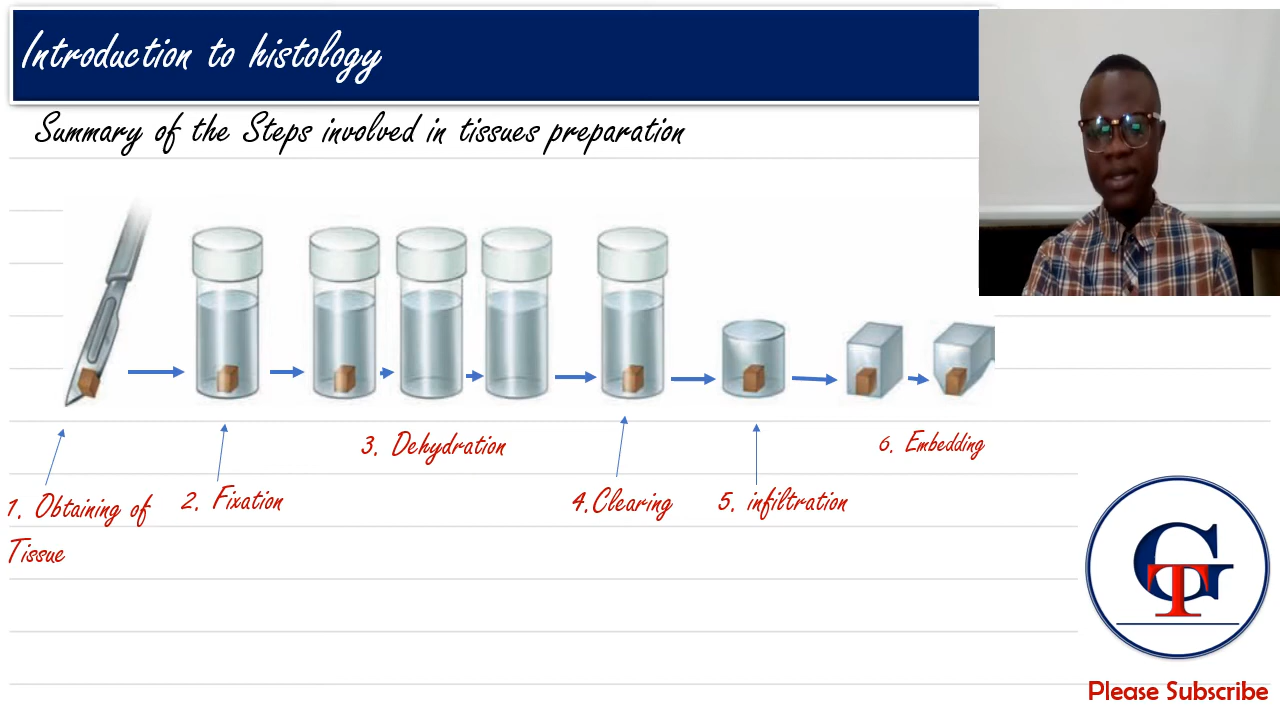 Introduction to histology
Summary of the Steps involved in tissues preparation
1. Obtaining of
Tissue
2. Fixation
3. Dehydration
4.Clearing
5. infiltration
6. Embedding
GT
Please Subscribe